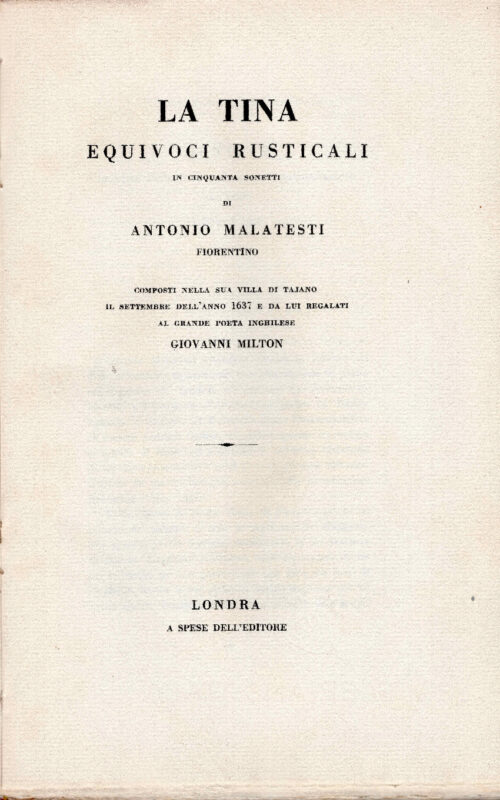 LA TINA
EQUIVOCI RUSTICALI
IN CINQUANTA SONETTI
DI
ANTONIO MALATESTI
FIORENTINO
COMPOSTI NELLA SUA VILLA DI TAJANO
IL SETTEMBRE DELL'ANNO 1637 E DA LUI REGALATI
AL GRANDE POETA INGHILESE
GIOVANNI MILTON
LONDRA
A SPESE DELL'EDITORE